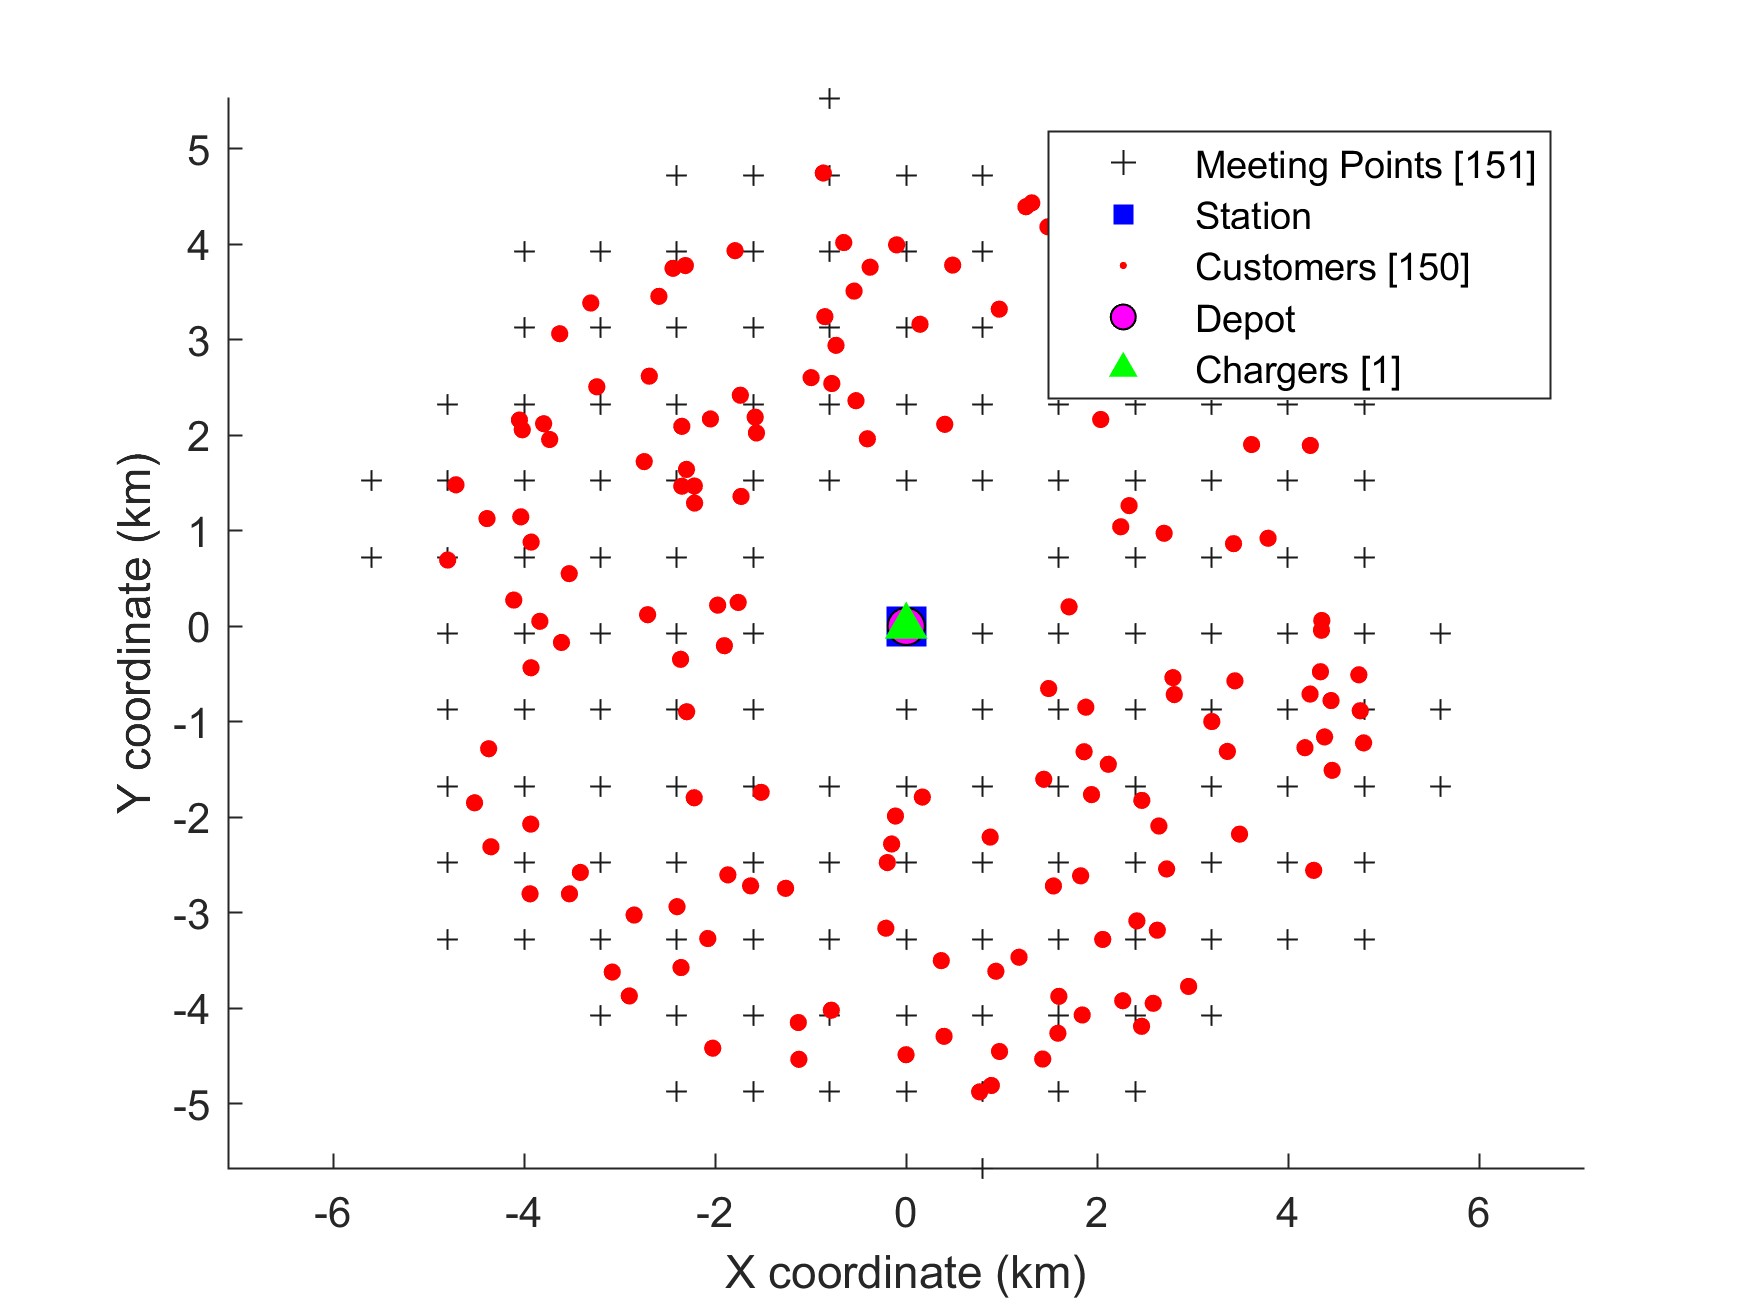 5
4
3
2
1
0
-1
-2
-3
-4
-5
Y coordinate (km)
Meeting Points [151]
Station
Customers [150]
Depot
Chargers [1]
-6 -4 -2 0 2 4 6
X coordinate (km)